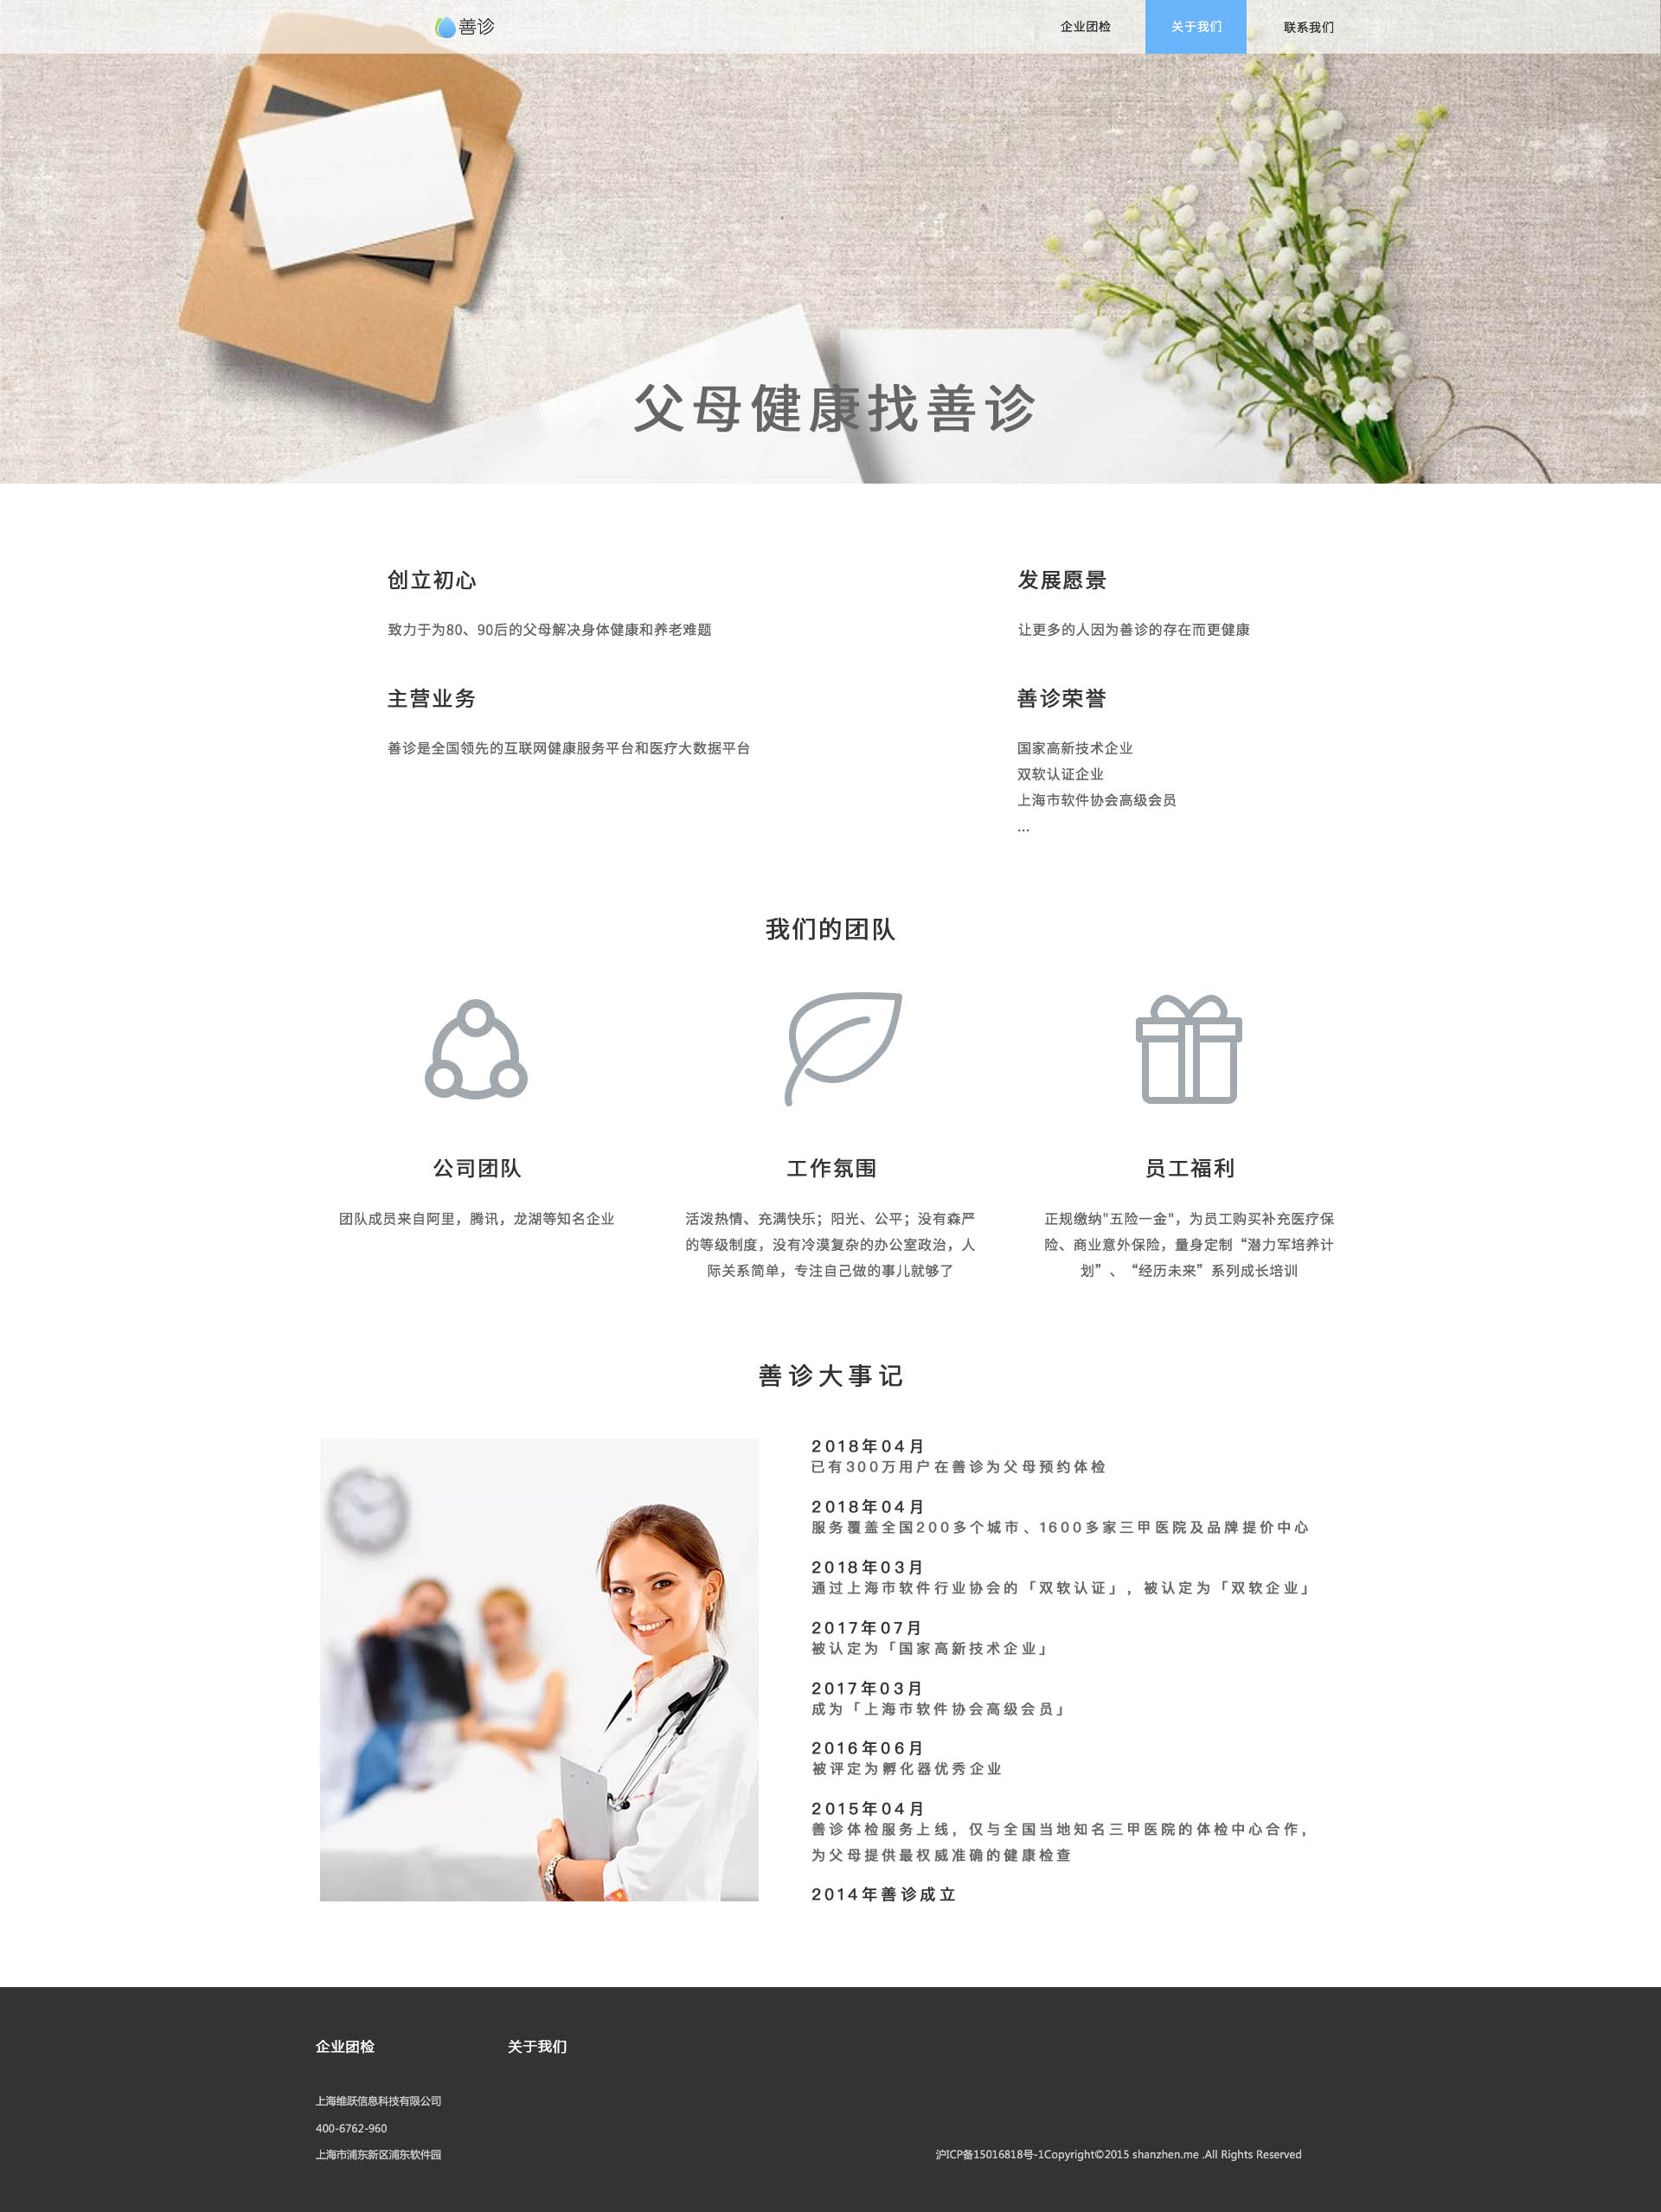 善诊
企业团检
关于我们
联系我们
父母健康找善诊
创立初心
致力于为80、90后的父母解决身体健康和养老难题
发展愿景
让更多的人因为善诊的存在而更健康
主营业务
善诊是全国领先的互联网健康服务平台和医疗大数据平台
善诊荣誉
国家高新技术企业
双软认证企业
上海市软件协会高级会员
...
我们的团队
公司团队
团队成员来自阿里，腾讯，龙湖等知名企业
工作氛围
活泼热情、充满快乐；阳光、公平；没有森严
的等级制度，没有冷漠复杂的办公室政治，人
际关系简单，专注自己做的事儿就够了
员工福利
正规缴纳"五险一金"，为员工购买补充医疗保
险、商业意外保险，量身定制“潜力军培养计
划”、“经历未来”系列成长培训
善诊大事记
2018年04月
已有300万用户在善诊为父母预约体检
2018年04月
服务覆盖全国200多个城市、1600多家三甲医院及品牌提价中心
2018年03月
通过上海市软件行业协会的「双软认证」，被认定为「双软企业」
2017年07月
被认定为「国家高新技术企业」
2017年03月
成为「上海市软件协会高级会员」
2016年06月
被评定为孵化器优秀企业
2015年04月
善诊体检服务上线，仅与全国当地知名三甲医院的体检中心合作，
为父母提供最权威准确的健康检查
2014年善诊成立
企业团检
关于我们
上海维跃信息科技有限公司
400-6762-960
上海市浦东新区浦东软件园
沪ICP备15016818号-1Copyright©2015 shanzhen.me .All Rights Reserved